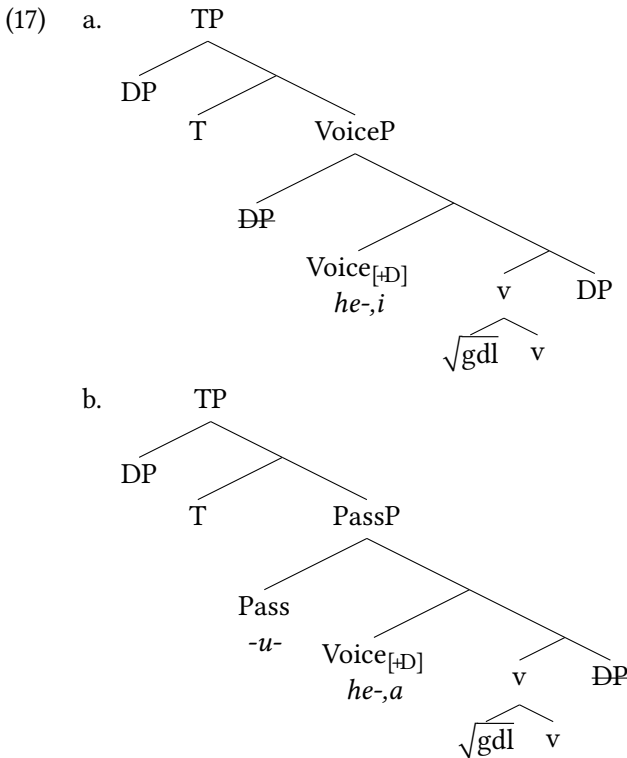 (17) a. TP
DP
T VoiceP
DP
Voice[+D] v DP
he-,i
√gdl v
b. TP
DP
T PassP
Pass
-u- Voice[+D] v DP
he-,a
√gdl v